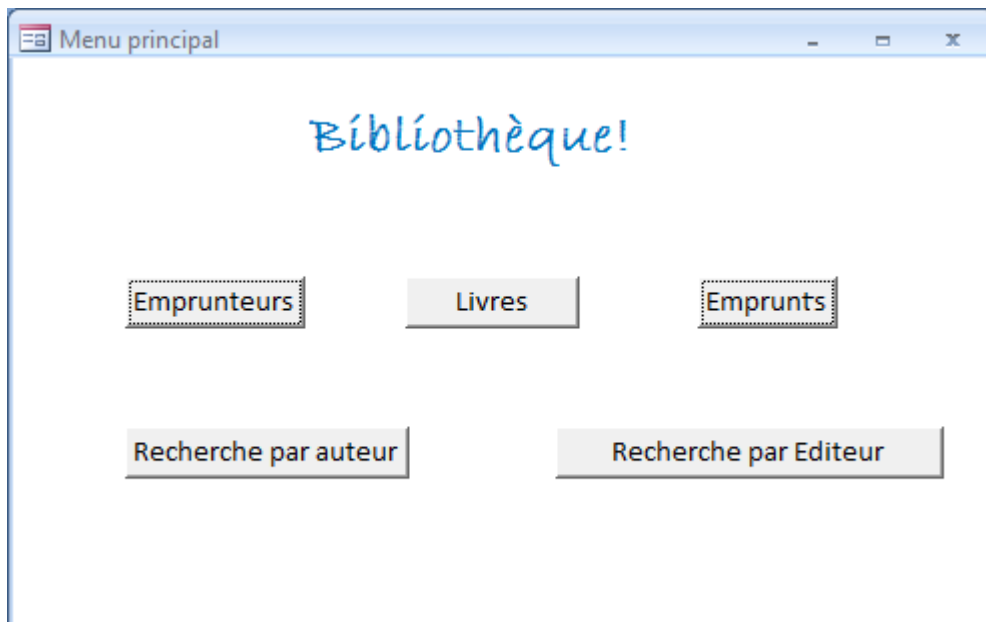 Menu principal
Bibliothèque!
Emprunteurs
Livres
Emprunts
Recherche par auteur
Recherche par Editeur